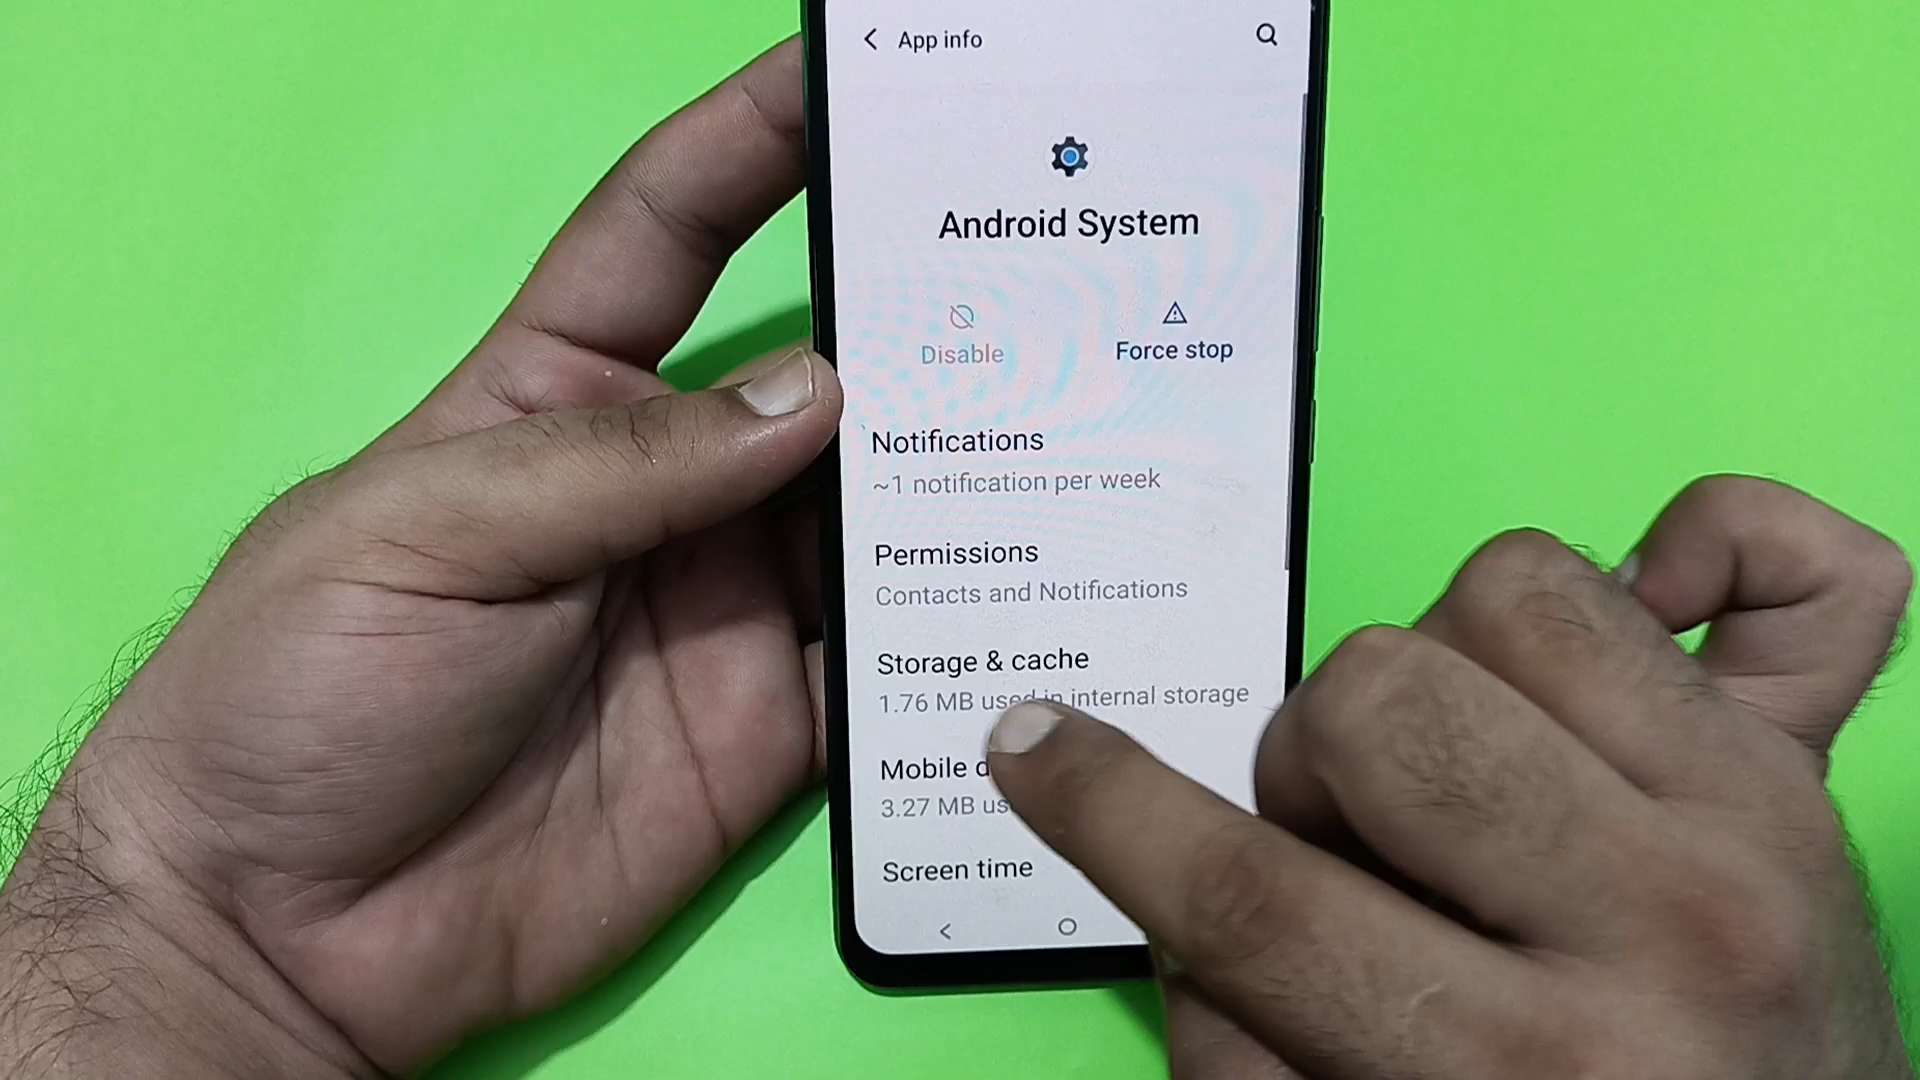 App info
Android System
Disable
Force stop
Notifications
~1 notification per week
Permissions
Contacts and Notifications
Storage & cache
1.76 MB used in internal storage
Mobile
3.27 MB
Screen time